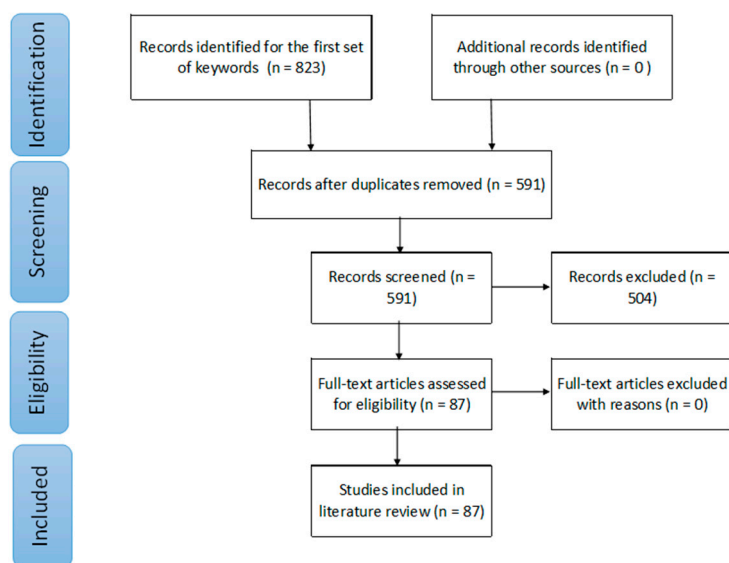 Identification
Records identified for the first set
of keywords (n = 823)
Additional records identified
through other sources (n = 0 )
Screening
Records after duplicates removed (n = 591)
Records screened (n =
591)
Records excluded (n =
504)
Eligibility
Full-text articles assessed
for eligibility (n = 87)
Full-text articles excluded
with reasons (n = 0)
Included
Studies included in
literature review (n = 87)